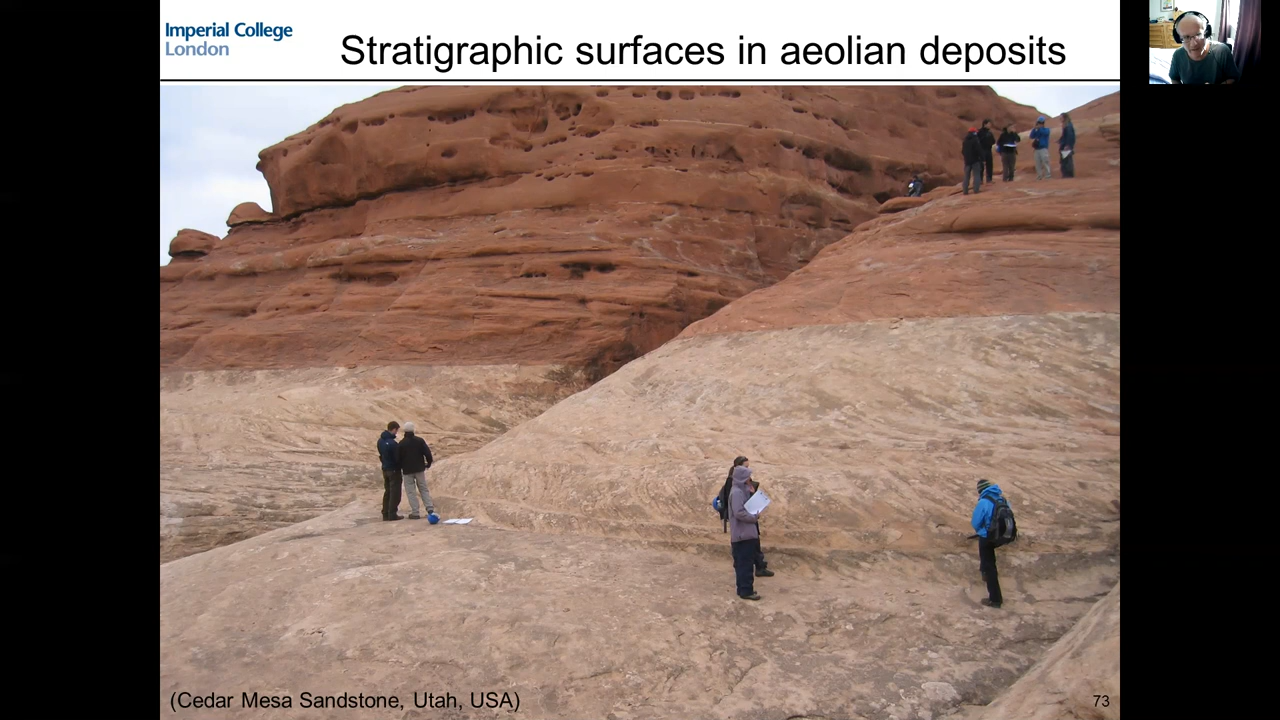 Imperial College
London
Stratigraphic surfaces in aeolian deposits
(Cedar Mesa Sandstone, Utah, USA)
73